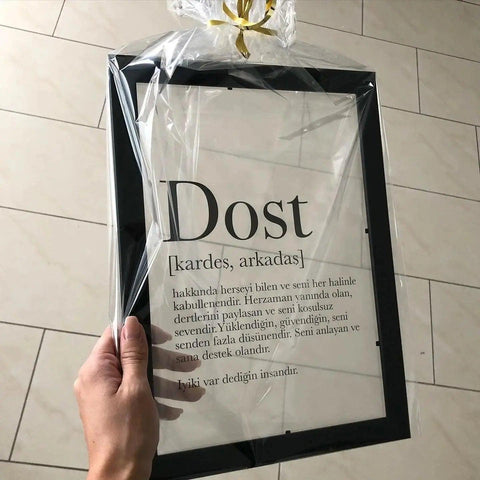 Dost
[kardes, arkadas]
hakkında herseyi bilen ve seni her halinle
kabullenendir. Herzaman yanında olan,
dertlerini paylasan ve seni kosulsuz
sevendir.Yüklendiğin, güvendiğin, seni
senden fazla düsünendir. Seni anlayan ve
sana destek olandır.
Iyiki var dediğin insandır.